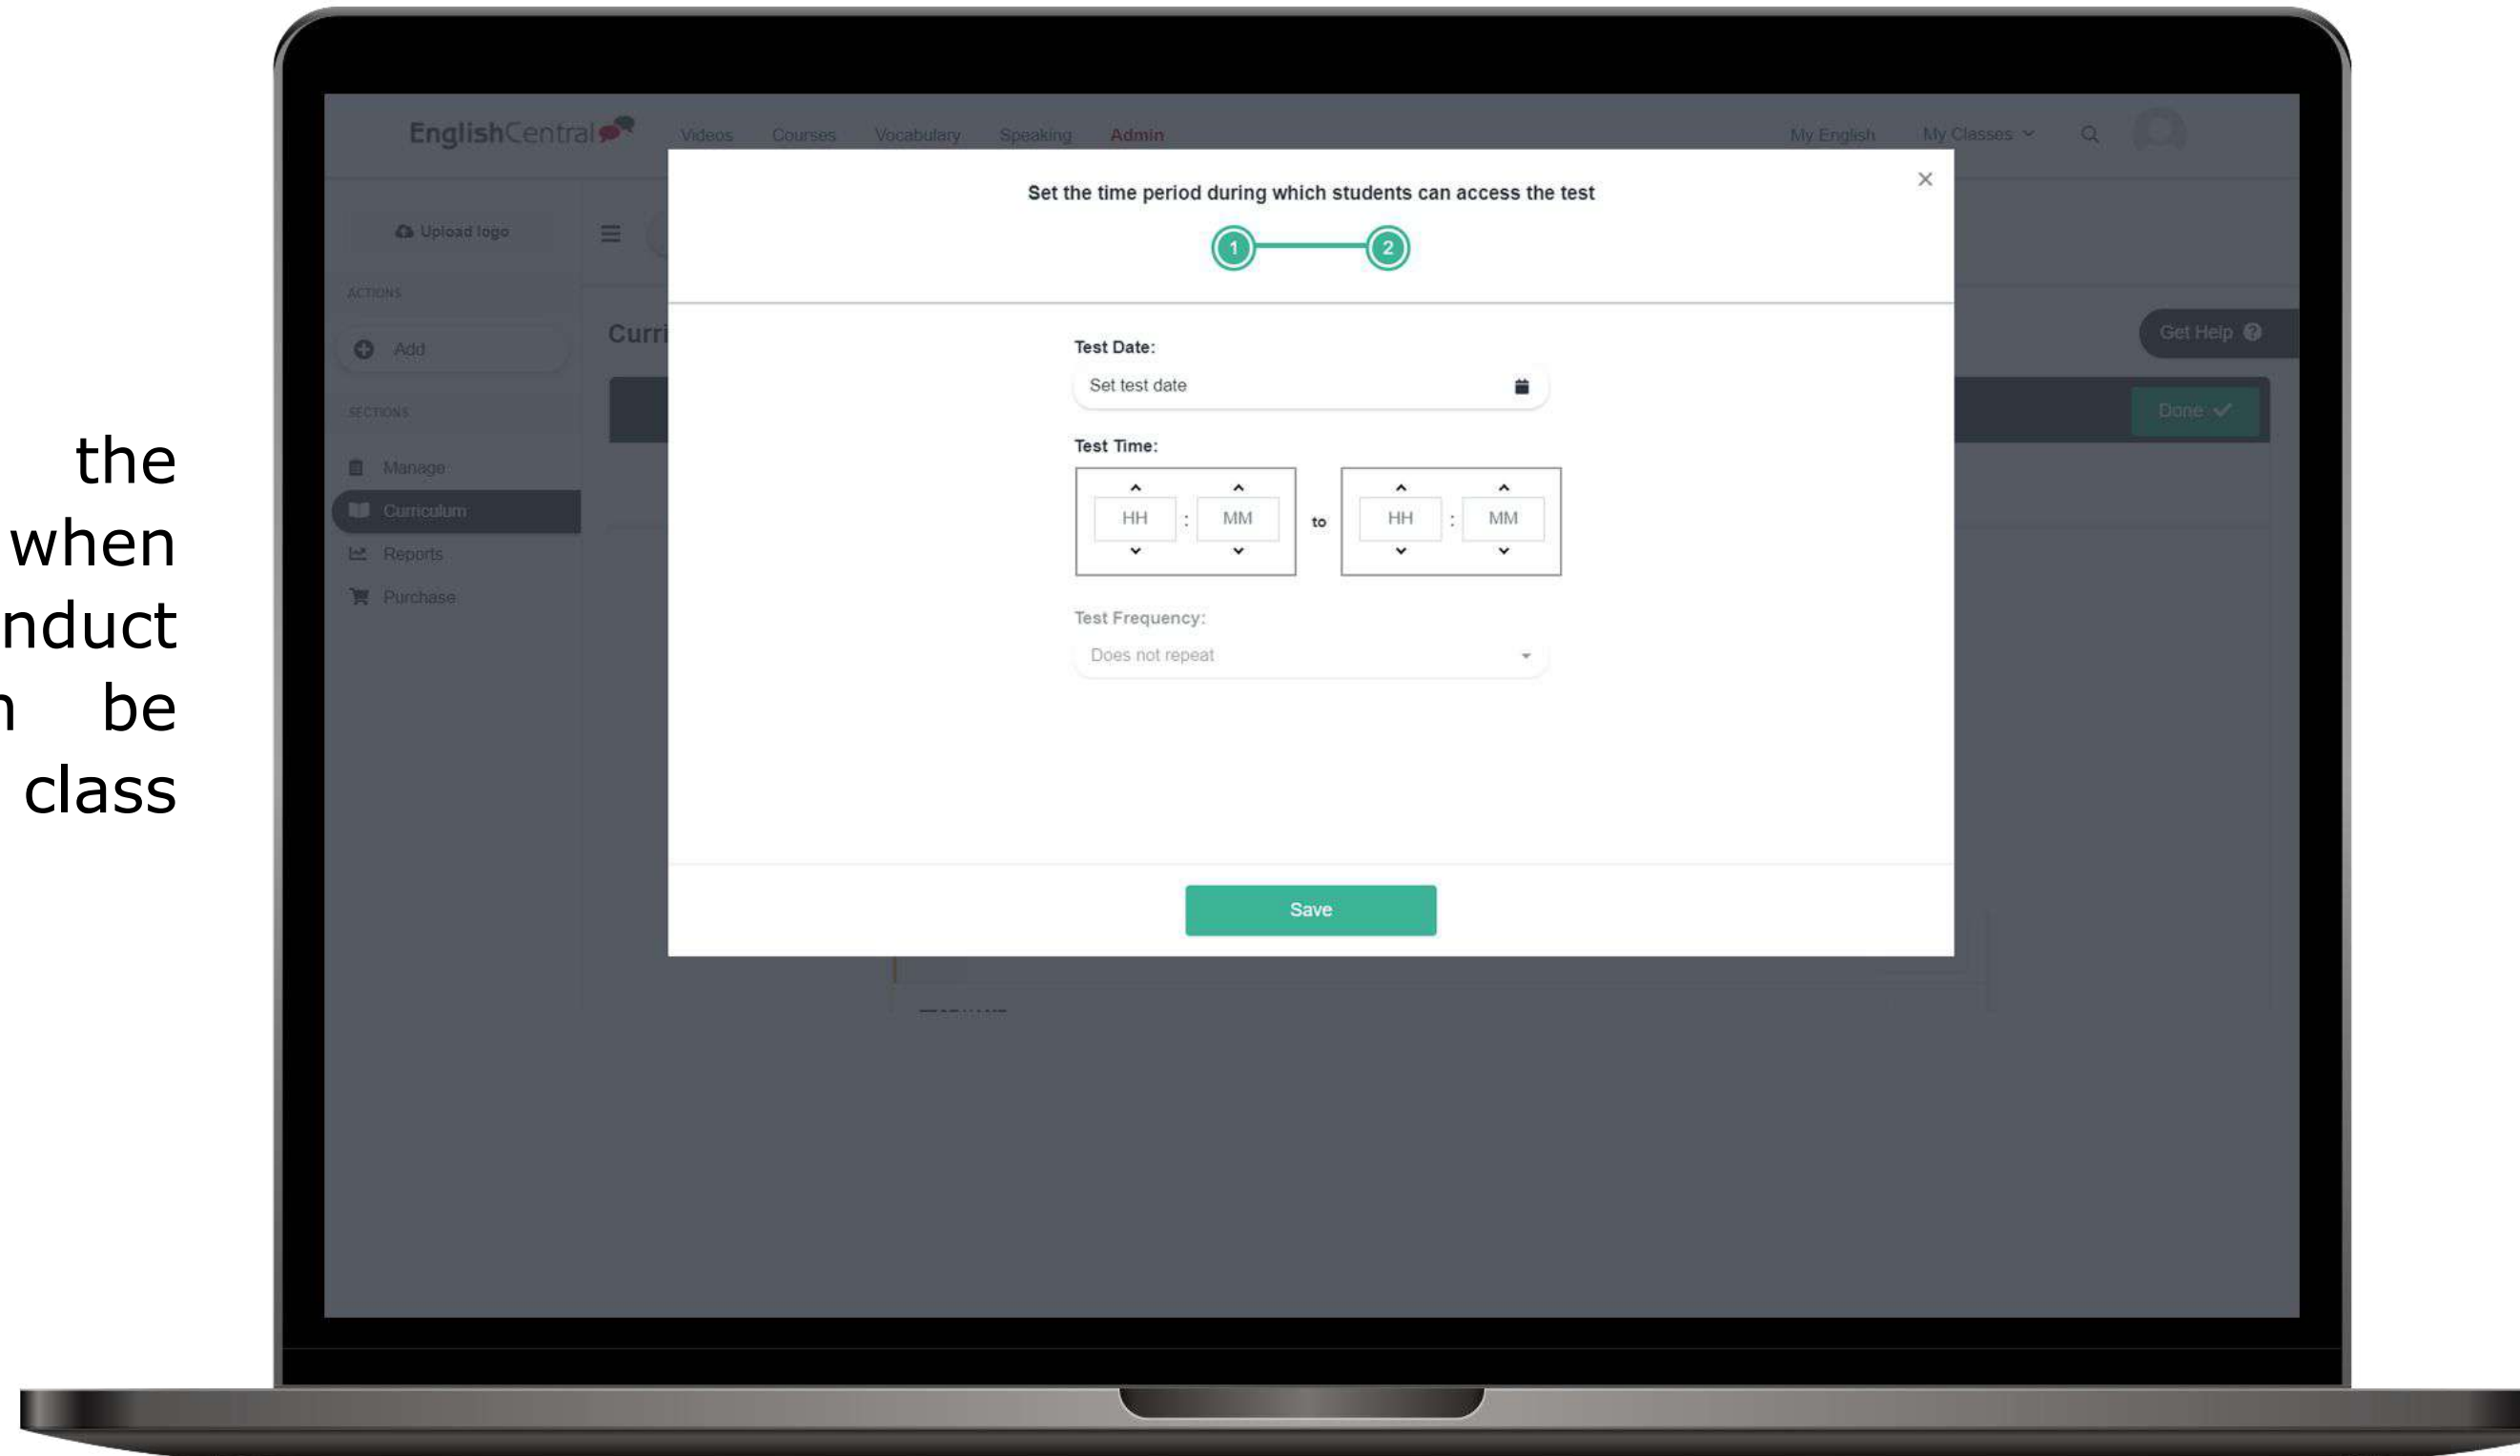 the
when
nduct
be
class
EnglishCentral
Videos Courses Vocabulary Speaking Admin My English My Classes
Upload logo
ACTIONS
Add
SECTIONS
Manage
Curriculum
Reports
Purchase
Curri
Get Help ?
Done
Set the time period during which students can access the test
1 2
Test Date:
Set test date
Test Time:
HH : MM to HH : MM
Test Frequency:
Does not repeat
Save